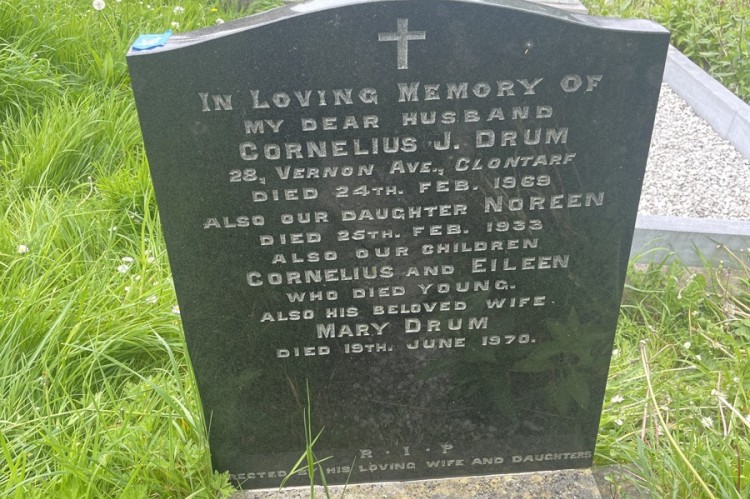 In Loving Memory Of
MY DEAR HUSBAND
CORNELIUS J. DRUM
28, VERNON AVE., CLONTARF
DIED 24TH. FEB. 1969
ALSO OUR DAUGHTER NOREEN
DIED 25TH. FEB. 1933
ALSO OUR CHILDREN
CORNELIUS AND EILEEN
WHO DIED YOUNG.
ALSO HIS BELOVED WIFE
MARY DRUM
DIED 19TH. JUNE 1970.
R . I . P
ERECTED BY HIS LOVING WIFE AND DAUGHTERS